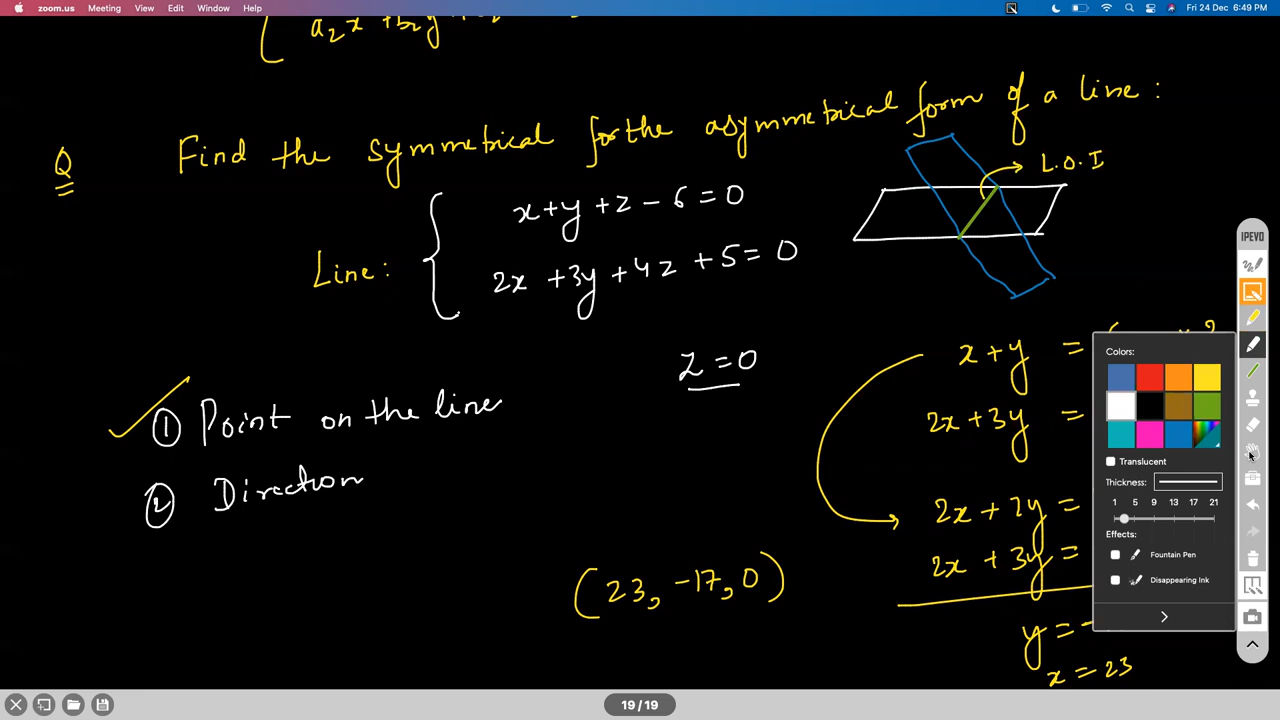 zoom.us Meeting View Edit Window Help Fri 24 Dec 6:49 PM
a₂x + b₂y
Q Find the symmetrical for the asymmetrical form of a line :
L.O.I
Line: x+y+z-6=0
2x+3y+4z+5=0
IPEVO
z=0
x+y =
2x+3y =
① Point on the line
② Direction
2x+2y=
2x+3y=
(23, -17, 0)
y=-
x=23
Colors:
Translucent
Thickness:
1 5 9 13 17 21
Effects:
Fountain Pen
Disappearing Ink
19 / 19